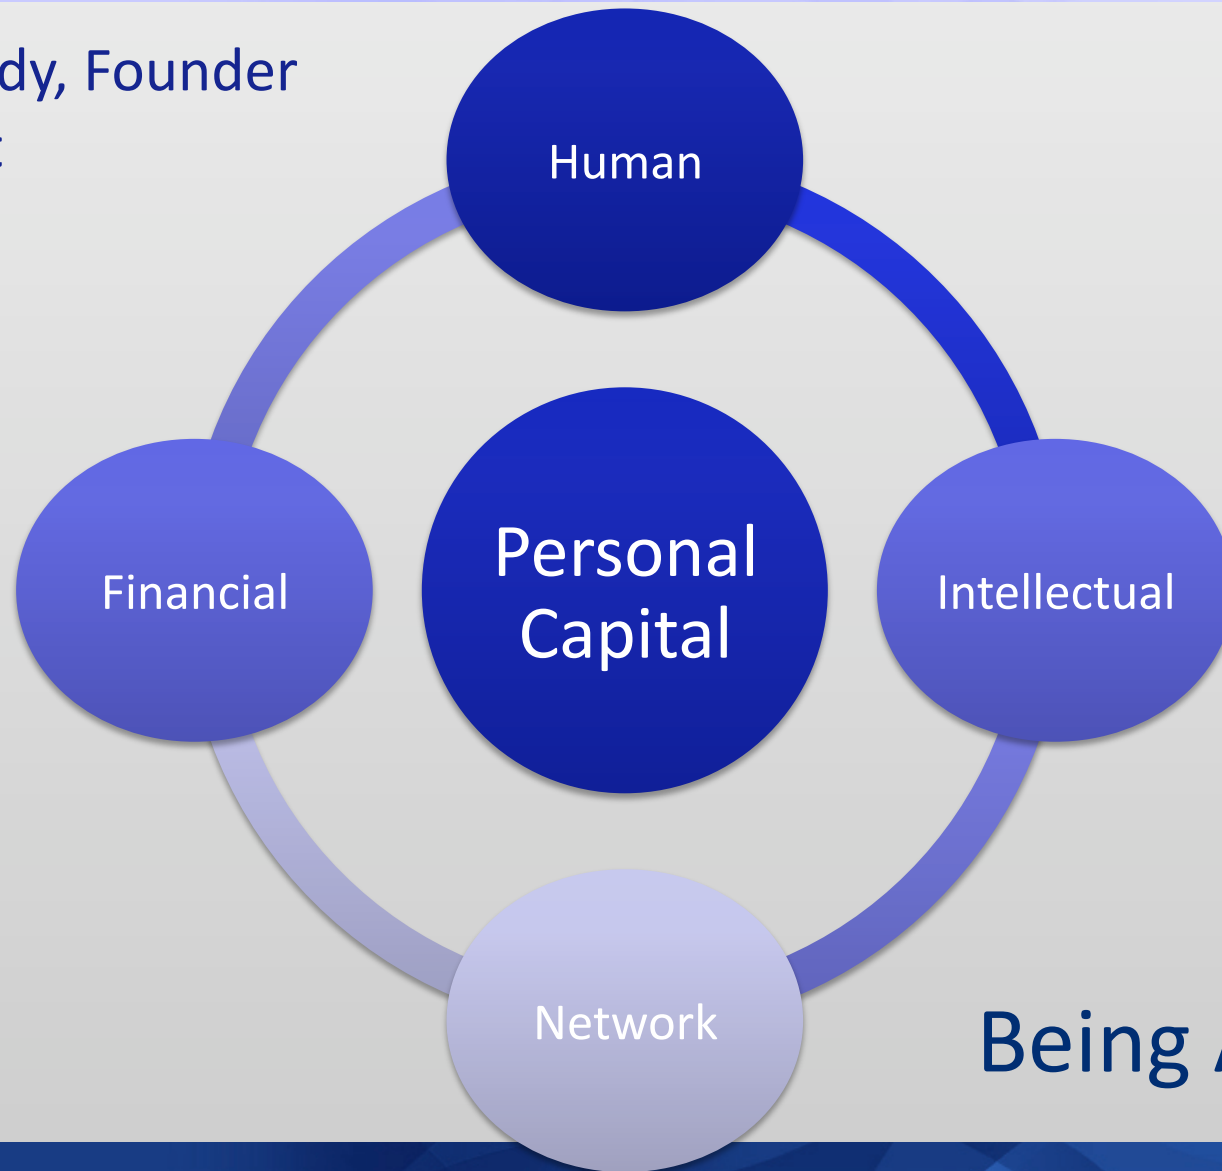 dy, Founder
Human
Financial
Personal
Capital
Intellectual
Network
Being